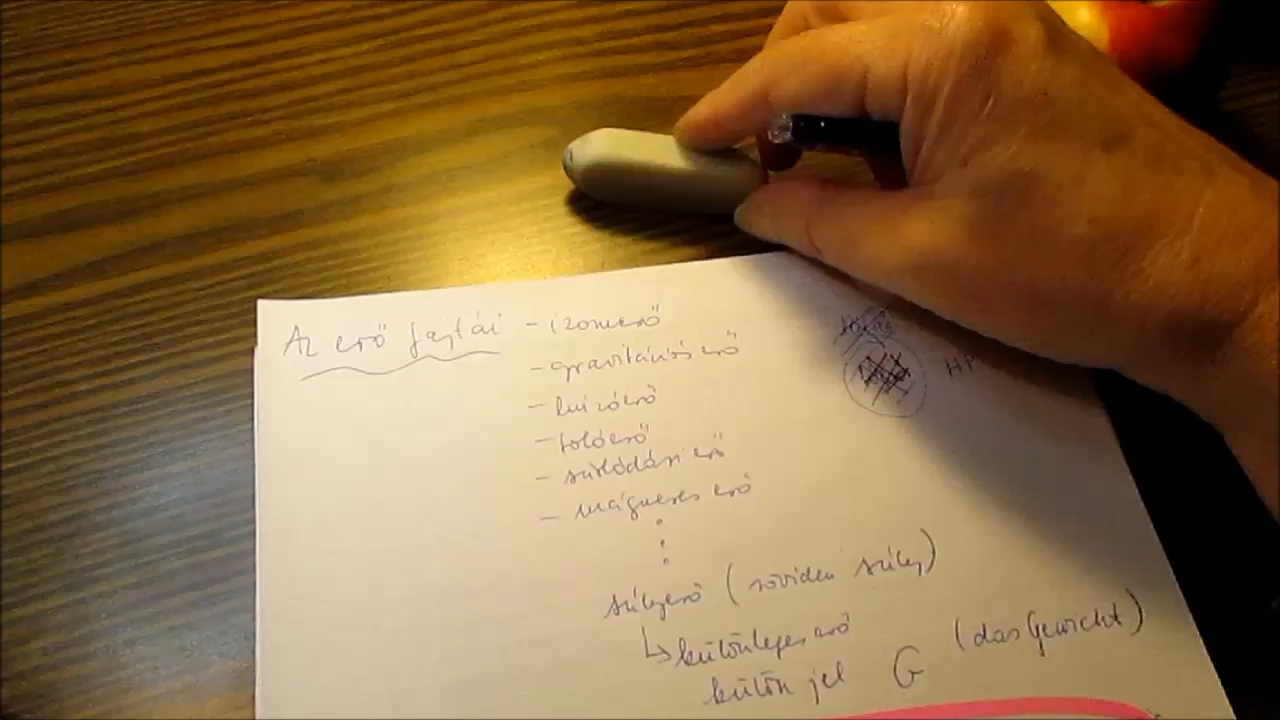 Az erő fajtái - izomerő
- gravitációs erő
- húzóerő
- tolóerő
- súrlódási erő
- mágneses erő
súlyerő (röviden súly)
↳ különleges erő
külön jel G (das Gewicht)
HP